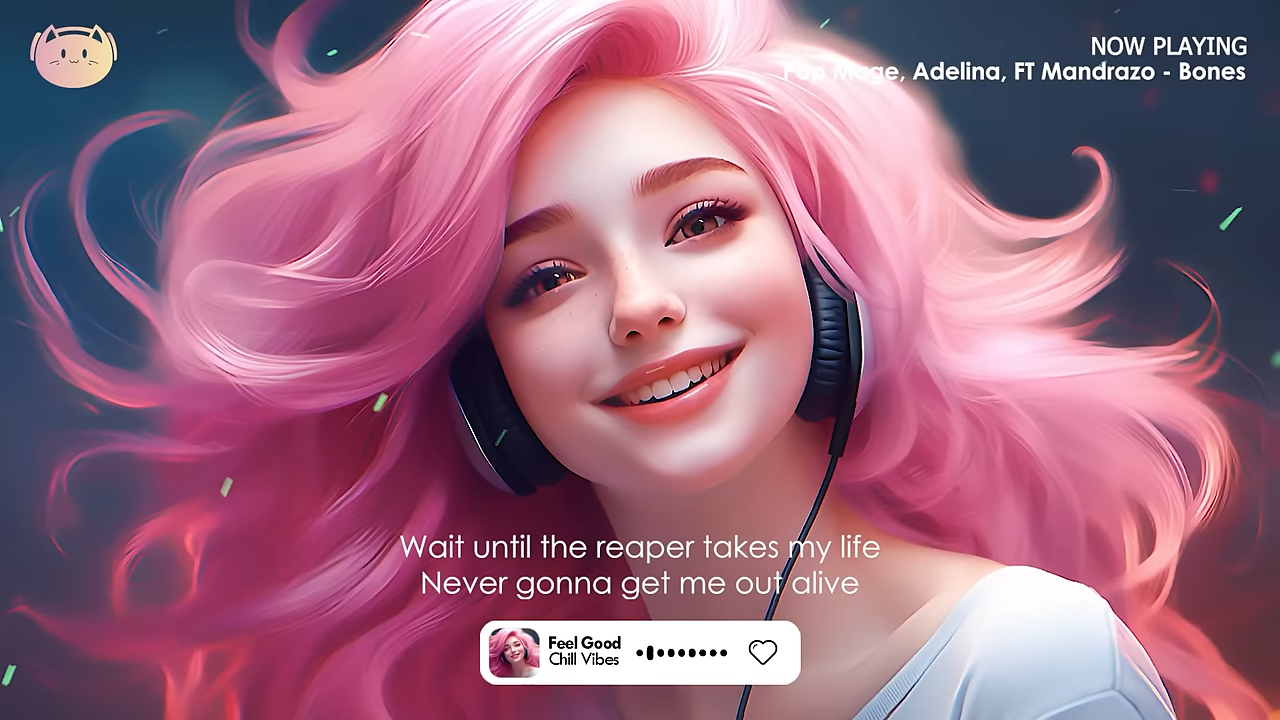 NOW PLAYING
Pop Mage, Adelina, FT Mandrazo - Bones
Wait until the reaper takes my life
Never gonna get me out alive
Feel Good
Chill Vibes